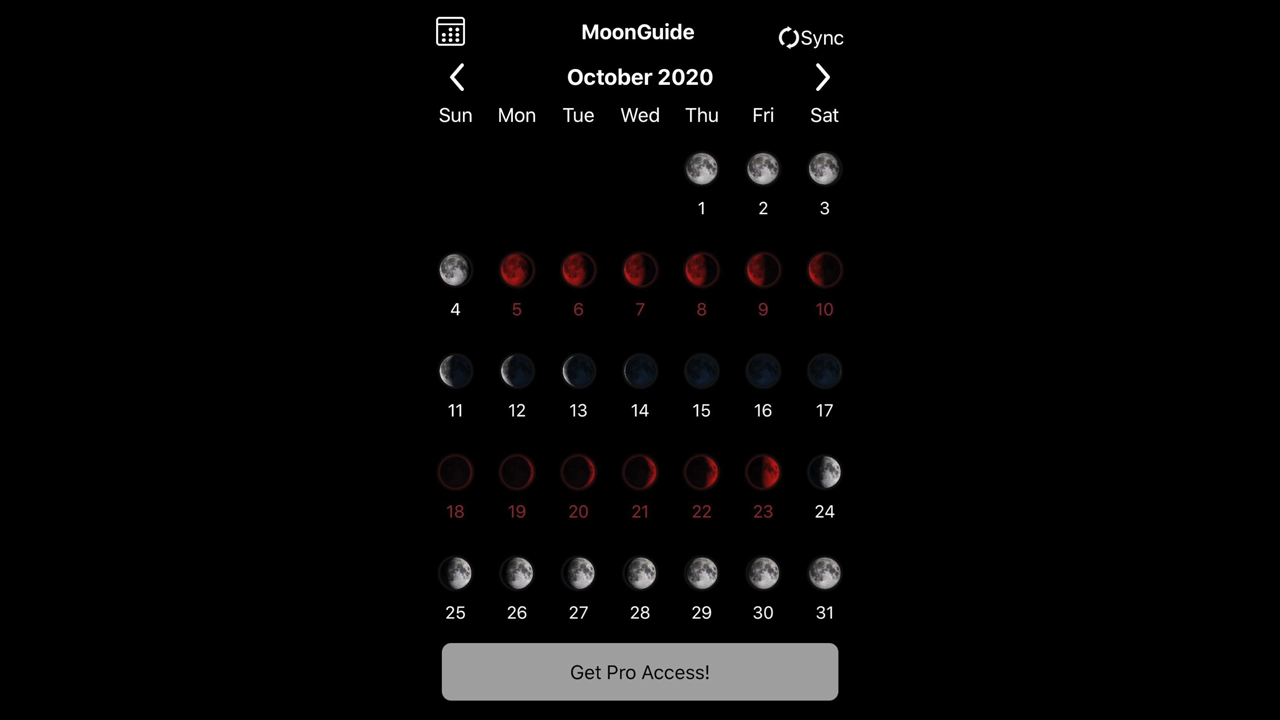 MoonGuide
Sync
October 2020
Sun Mon Tue Wed Thu Fri Sat
1 2 3
4 5 6 7 8 9 10
11 12 13 14 15 16 17
18 19 20 21 22 23 24
25 26 27 28 29 30 31
Get Pro Access!